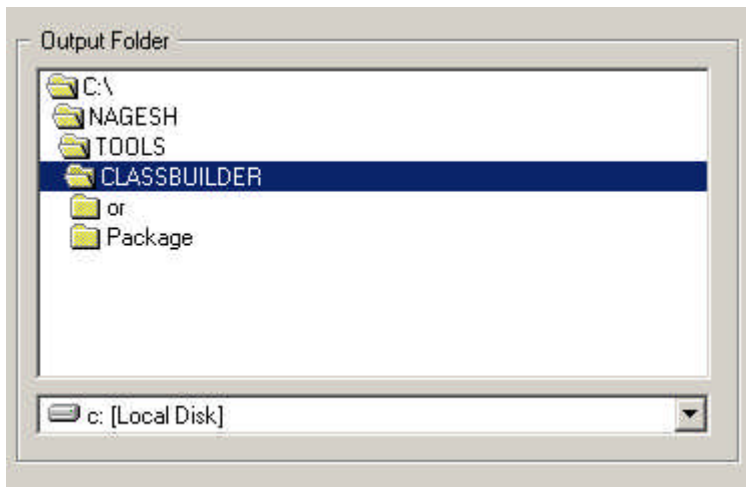 Output Folder
C:\
NAGESH
TOOLS
CLASSBUILDER
or
Package
c: [Local Disk]